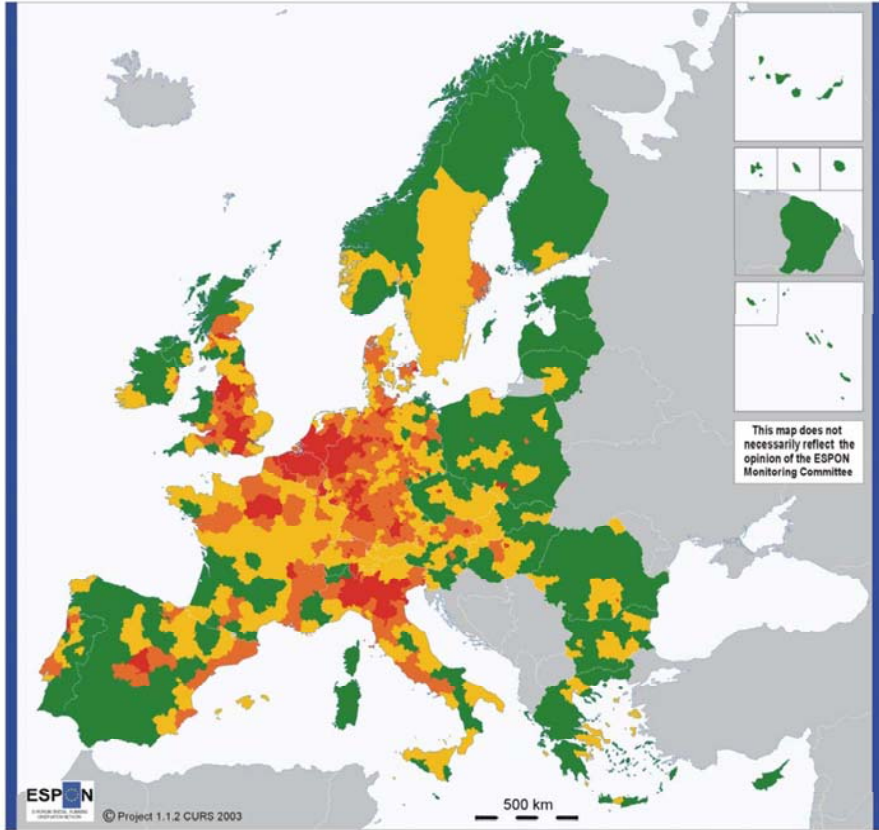 This map does not
necessarily reflect the
opinion of the ESPON
Monitoring Committee
ESPON
© Project 1.1.2 CURS 2003
500 km